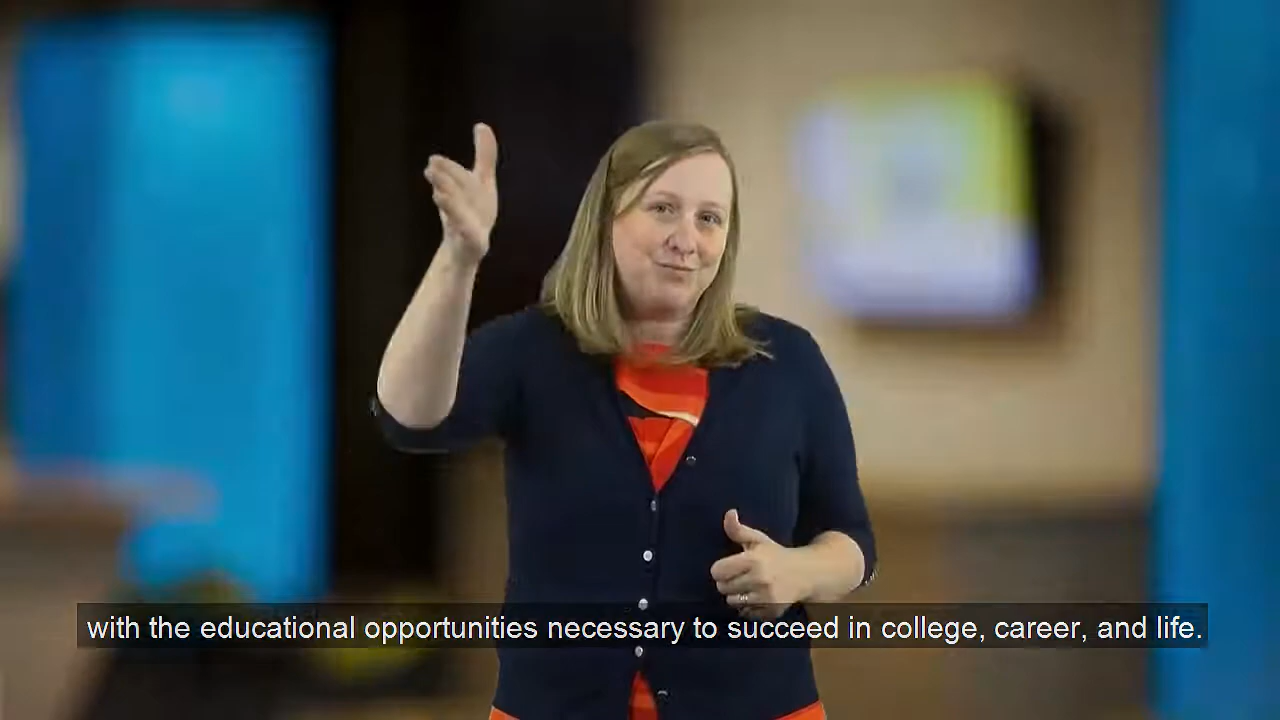 with the educational opportunities necessary to succeed in college, career, and life.